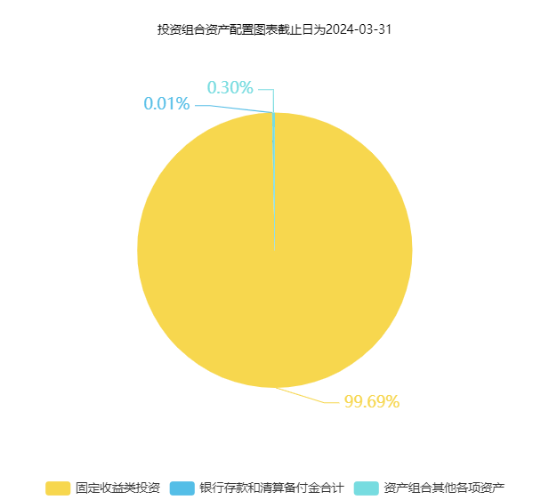 投资组合资产配置图表截止日为2024-03-31
0.30%
0.01%
99.69%
固定收益类投资 银行存款和清算备付金合计 资产组合其他各项资产